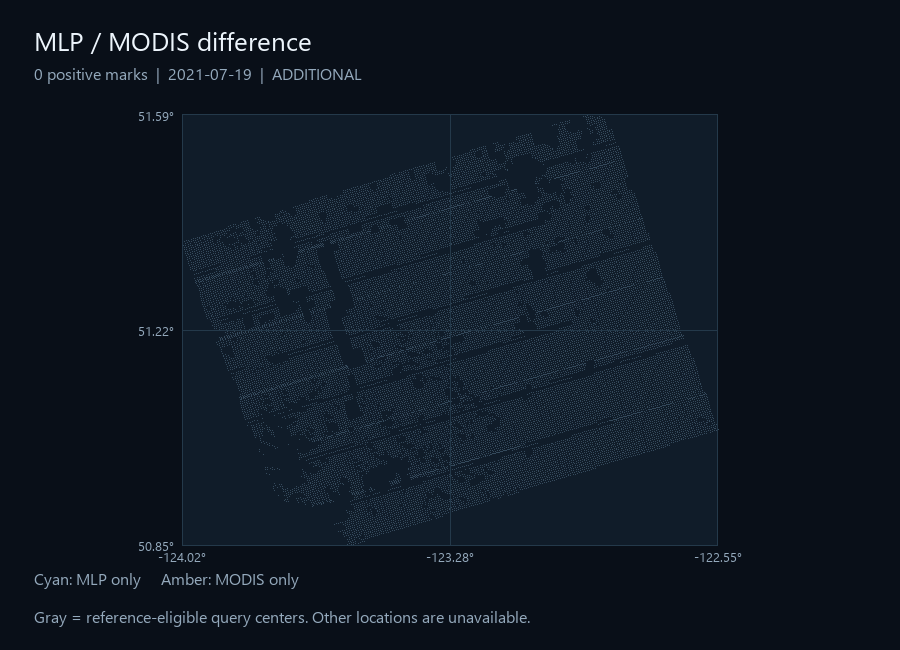 MLP / MODIS difference
0 positive marks | 2021-07-19 | ADDITIONAL
51.59°
51.22°
50.85°
-124.02° -123.28° -122.55°
Cyan: MLP only Amber: MODIS only
Gray = reference-eligible query centers. Other locations are unavailable.